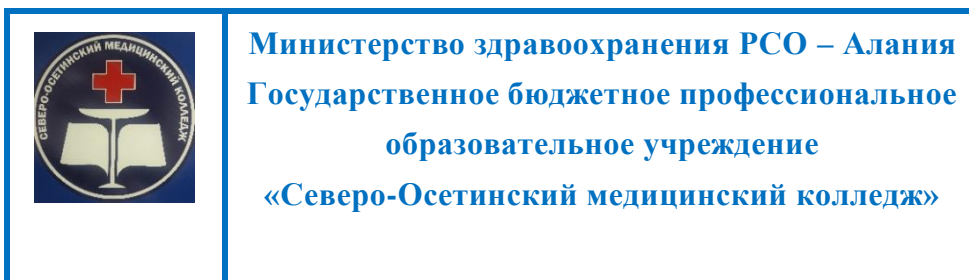 СЕВЕРО-ОСЕТИНСКИЙ МЕДИЦИНСКИЙ КОЛЛЕДЖ
Министерство здравоохранения РСО – Алания
Государственное бюджетное профессиональное
образовательное учреждение
«Северо-Осетинский медицинский колледж»